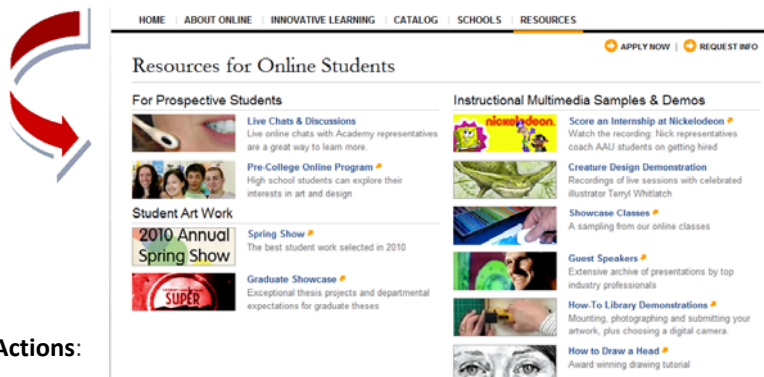 HOME | ABOUT ONLINE | INNOVATIVE LEARNING | CATALOG | SCHOOLS | RESOURCES
APPLY NOW | REQUEST INFO
Resources for Online Students
For Prospective Students
Live Chats & Discussions
Live online chats with Academy representatives
are a great way to learn more.
Pre-College Online Program
High school students can explore their
interests in art and design
Student Art Work
2010 Annual
Spring Show
Spring Show
The best student work selected in 2010
SUPER
Graduate Showcase
Exceptional thesis projects and departmental
expectations for graduate theses
Instructional Multimedia Samples & Demos
nickelodeon.
Score an Internship at Nickelodeon
Watch the recording: Nick representatives
coach AAU students on getting hired
Creature Design Demonstration
Recordings of live sessions with celebrated
illustrator Terryl Whitlatch
Showcase Classes
A sampling from our online classes
Guest Speakers
Extensive archive of presentations by top
industry professionals
How-To Library Demonstrations
Mounting, photographing and submitting your
artwork, plus choosing a digital camera.
How to Draw a Head
Award winning drawing tutorial
Actions: